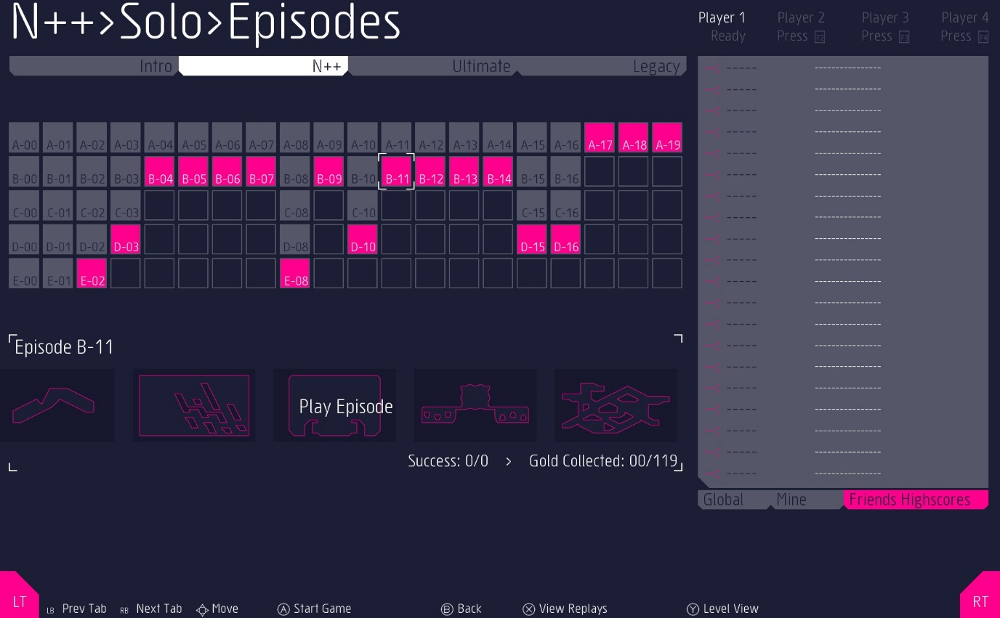 N++>Solo>Episodes
Player 1 Player 2 Player 3 Player 4
Ready Press F2 Press F3 Press F4
Intro N++ Ultimate Legacy
A-00 A-01 A-02 A-03 A-04 A-05 A-06 A-07 A-08 A-09 A-10 A-11 A-12 A-13 A-14 A-15 A-16 A-17 A-18 A-19
B-00 B-01 B-02 B-03 B-04 B-05 B-06 B-07 B-08 B-09 B-10 B-11 B-12 B-13 B-14 B-15 B-16
C-00 C-01 C-02 C-03 C-08 C-10 C-15 C-16
D-00 D-01 D-02 D-03 D-08 D-10 D-15 D-16
E-00 E-01 E-02 E-08
Episode B-11
Play Episode
Success: 0/0 > Gold Collected: 00/119
Global Mine Friends Highscores
LT LB Prev Tab RB Next Tab Move A Start Game B Back X View Replays Y Level View RT